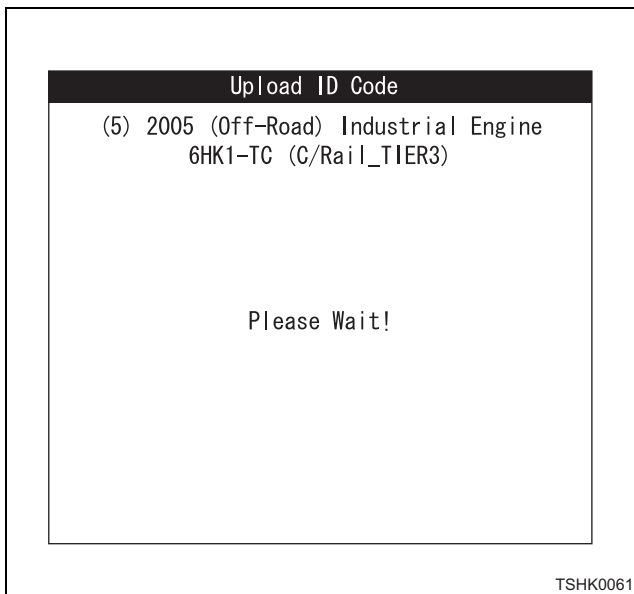 Upload ID Code
(5) 2005 (Off-Road) Industrial Engine
6HK1-TC (C/Rail_TIER3)
Please Wait!
TSHK0061